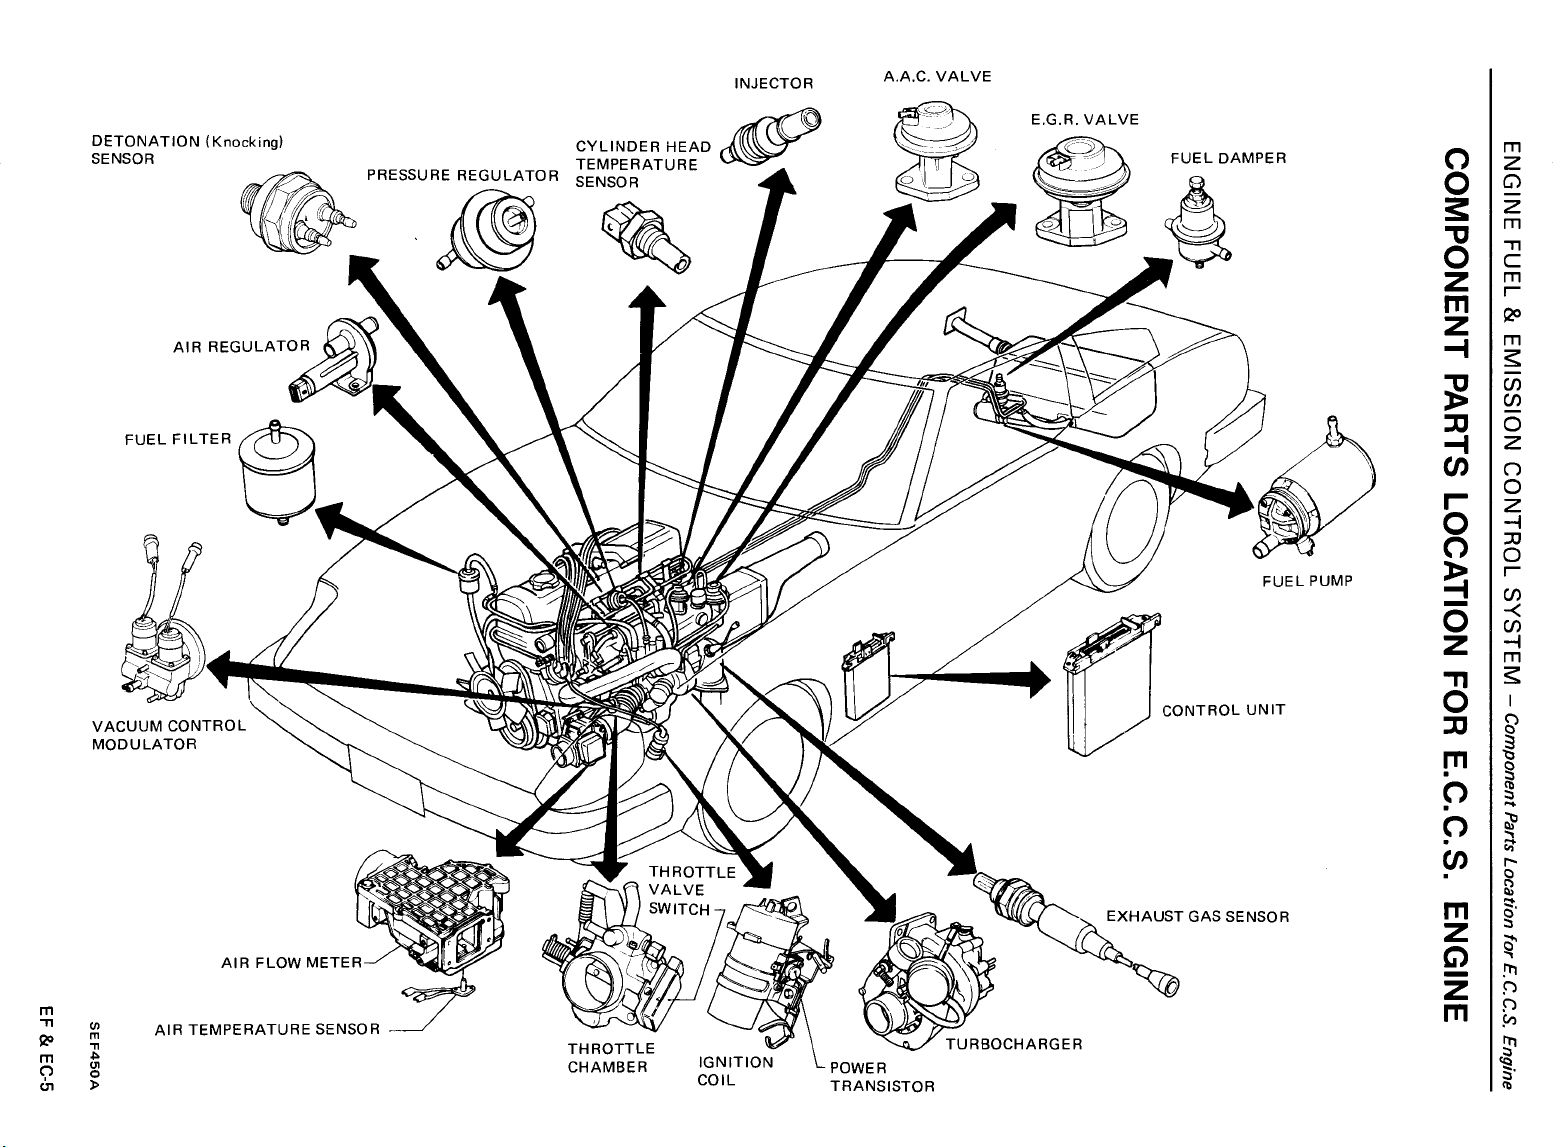 ENGINE FUEL & EMISSION CONTROL SYSTEM – Component Parts Location for E.C.C.S. Engine
COMPONENT PARTS LOCATION FOR E.C.C.S. ENGINE
INJECTOR
A.A.C. VALVE
E.G.R. VALVE
DETONATION (Knocking)
SENSOR
PRESSURE REGULATOR
CYLINDER HEAD
TEMPERATURE
SENSOR
FUEL DAMPER
AIR REGULATOR
FUEL FILTER
FUEL PUMP
VACUUM CONTROL
MODULATOR
CONTROL UNIT
THROTTLE
VALVE
SWITCH
EXHAUST GAS SENSOR
AIR FLOW METER
AIR TEMPERATURE SENSOR
THROTTLE
CHAMBER
IGNITION
COIL
POWER
TRANSISTOR
TURBOCHARGER
SEF450A
EF & EC-5